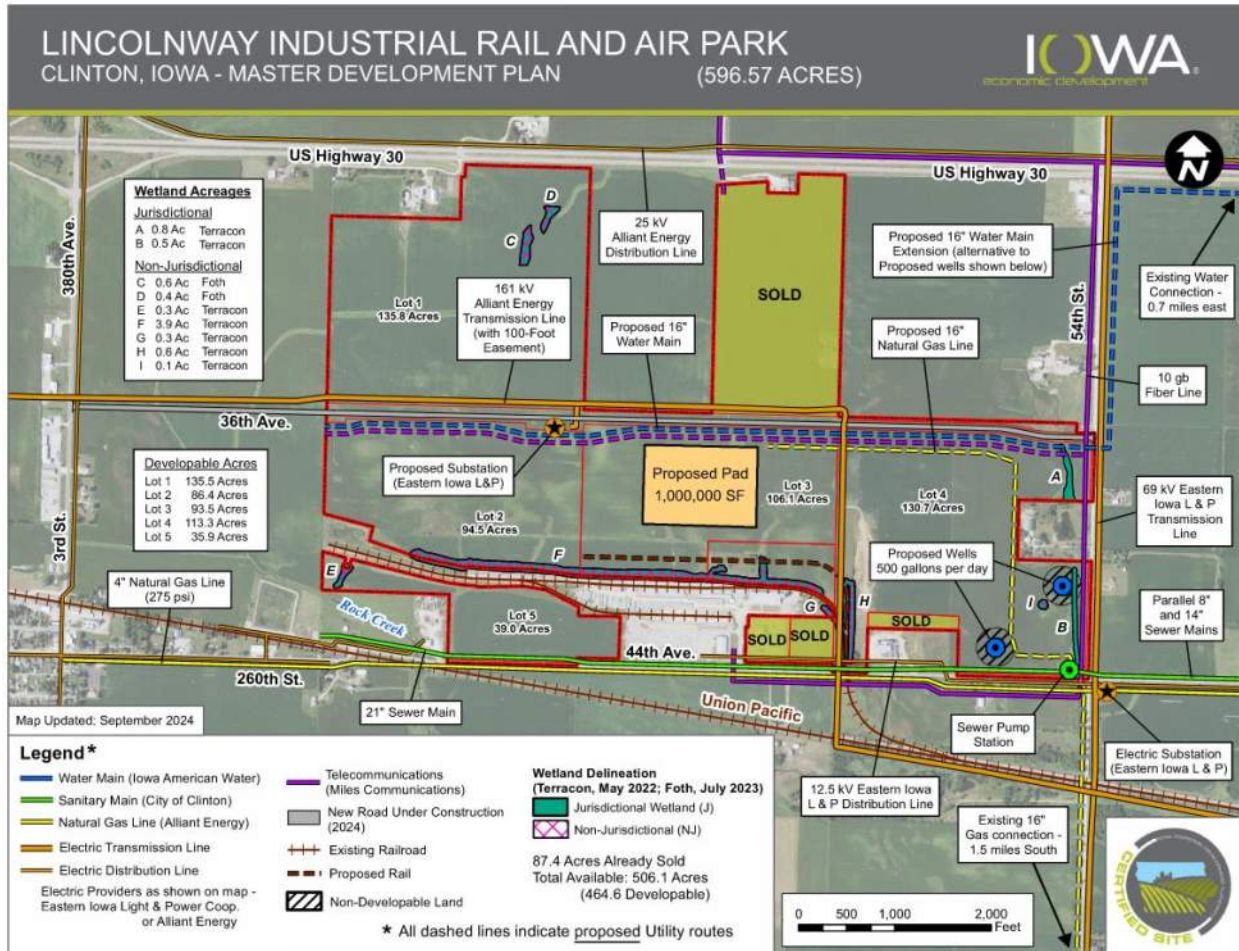 LINCOLNWAY INDUSTRIAL RAIL AND AIR PARK
CLINTON, IOWA - MASTER DEVELOPMENT PLAN (596.57 ACRES)
IOWA®
economic development
US Highway 30
US Highway 30
N
Wetland Acreages
Jurisdictional
A 0.8 Ac Terracon
B 0.5 Ac Terracon
Non-Jurisdictional
C 0.6 Ac Foth
D 0.4 Ac Foth
E 0.3 Ac Terracon
F 3.9 Ac Terracon
G 0.3 Ac Terracon
H 0.6 Ac Terracon
I 0.1 Ac Terracon
380th Ave.
D
C
25 kV
Alliant Energy
Distribution Line
SOLD
Proposed 16" Water Main
Extension (alternative to
Proposed wells shown below)
Existing Water
Connection -
0.7 miles east
Lot 1
135.8 Acres
161 kV
Alliant Energy
Transmission Line
(with 100-Foot
Easement)
Proposed 16"
Water Main
Proposed 16"
Natural Gas Line
54th St.
10 gb
Fiber Line
36th Ave.
Proposed Substation
(Eastern Iowa L&P)
Proposed Pad
1,000,000 SF
Lot 3
106.1 Acres
Lot 4
130.7 Acres
A
69 kV Eastern
Iowa L & P
Transmission
Line
Developable Acres
Lot 1 135.5 Acres
Lot 2 86.4 Acres
Lot 3 93.5 Acres
Lot 4 113.3 Acres
Lot 5 35.9 Acres
3rd St.
Lot 2
94.5 Acres
F
E
Proposed Wells
500 gallons per day
I
B
H
G
4" Natural Gas Line
(275 psi)
Rock Creek
Lot 5
39.0 Acres
SOLD
SOLD
SOLD
Parallel 8"
and 14"
Sewer Mains
44th Ave.
260th St.
Union Pacific
21" Sewer Main
Sewer Pump
Station
Electric Substation
(Eastern Iowa L & P)
12.5 kV Eastern Iowa
L & P Distribution Line
Existing 16"
Gas connection -
1.5 miles South
Map Updated: September 2024
Legend*
Water Main (Iowa American Water)
Sanitary Main (City of Clinton)
Natural Gas Line (Alliant Energy)
Electric Transmission Line
Electric Distribution Line
Electric Providers as shown on map -
Eastern Iowa Light & Power Coop.
or Alliant Energy
Telecommunications
(Miles Communications)
New Road Under Construction
(2024)
Existing Railroad
Proposed Rail
Non-Developable Land
Wetland Delineation
(Terracon, May 2022; Foth, July 2023)
Jurisdictional Wetland (J)
Non-Jurisdictional (NJ)
87.4 Acres Already Sold
Total Available: 506.1 Acres
(464.6 Developable)
* All dashed lines indicate proposed Utility routes
0 500 1,000 2,000
Feet
CERTIFIED SITE